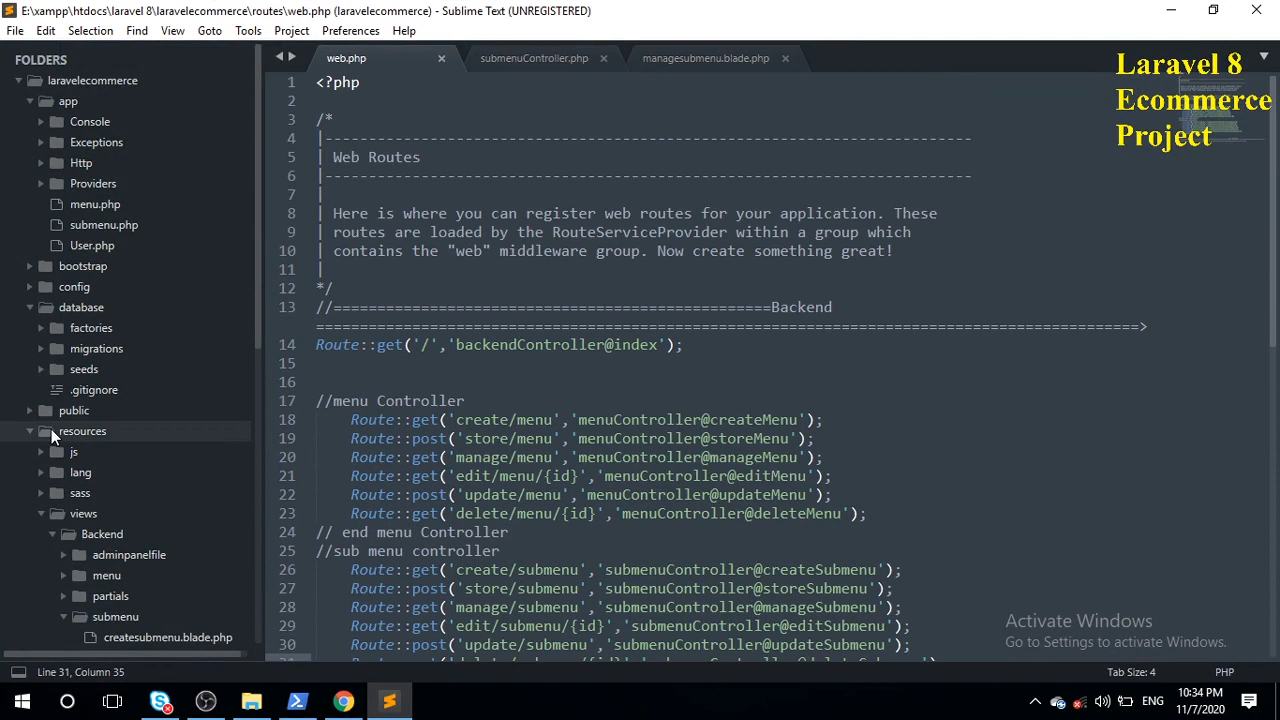 E:\xampp\htdocs\laravel 8\laravelecommerce\routes\web.php (laravelecommerce) - Sublime Text (UNREGISTERED)
File Edit Selection Find View Goto Tools Project Preferences Help
FOLDERS
laravelecommerce
app
Console
Exceptions
Http
Providers
menu.php
submenu.php
User.php
bootstrap
config
database
factories
migrations
seeds
.gitignore
public
resources
js
lang
sass
views
Backend
adminpanelfile
menu
partials
submenu
createsubmenu.blade.php
web.php submenuController.php managesubmenu.blade.php
Laravel 8
Ecommerce
Project
1 <?php
2
3 /*
4 |--------------------------------------------------------------------------
5 | Web Routes
6 |--------------------------------------------------------------------------
7 |
8 | Here is where you can register web routes for your application. These
9 | routes are loaded by the RouteServiceProvider within a group which
10 | contains the "web" middleware group. Now create something great!
11 |
12 */
13 //===================================================Backend
=================================================================================================>
14 Route::get('/','backendController@index');
15
16
17 //menu Controller
18 Route::get('create/menu','menuController@createMenu');
19 Route::post('store/menu','menuController@storeMenu');
20 Route::get('manage/menu','menuController@manageMenu');
21 Route::get('edit/menu/{id}','menuController@editMenu');
22 Route::post('update/menu','menuController@updateMenu');
23 Route::get('delete/menu/{id}','menuController@deleteMenu');
24 // end menu Controller
25 //sub menu controller
26 Route::get('create/submenu','submenuController@createSubmenu');
27 Route::post('store/submenu','submenuController@storeSubmenu');
28 Route::get('manage/submenu','submenuController@manageSubmenu');
29 Route::get('edit/submenu/{id}','submenuController@editSubmenu');
30 Route::post('update/submenu','submenuController@updateSubmenu');
Activate Windows
Go to Settings to activate Windows.
Line 31, Column 35
Tab Size: 4 PHP
ENG
10:34 PM
11/7/2020